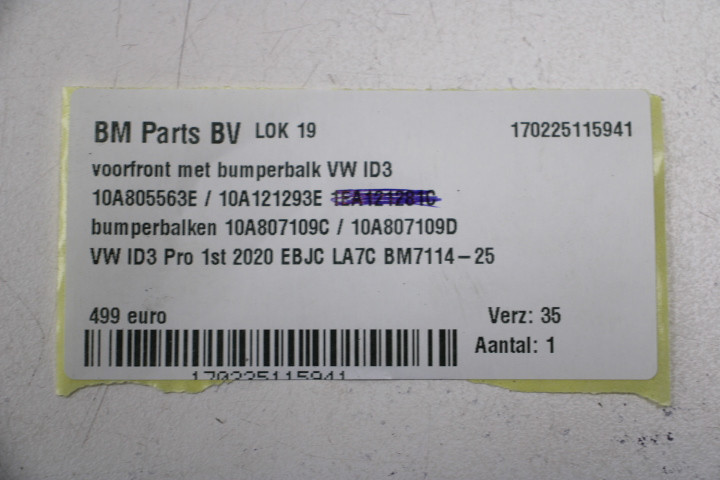 BM Parts BV LOK 19 170225115941
voorfront met bumperbalk VW ID3
10A805563E / 10A121293E
bumperbalken 10A807109C / 10A807109D
VW ID3 Pro 1st 2020 EBJC LA7C BM7114-25
499 euro Verz: 35
Aantal: 1
170225115941